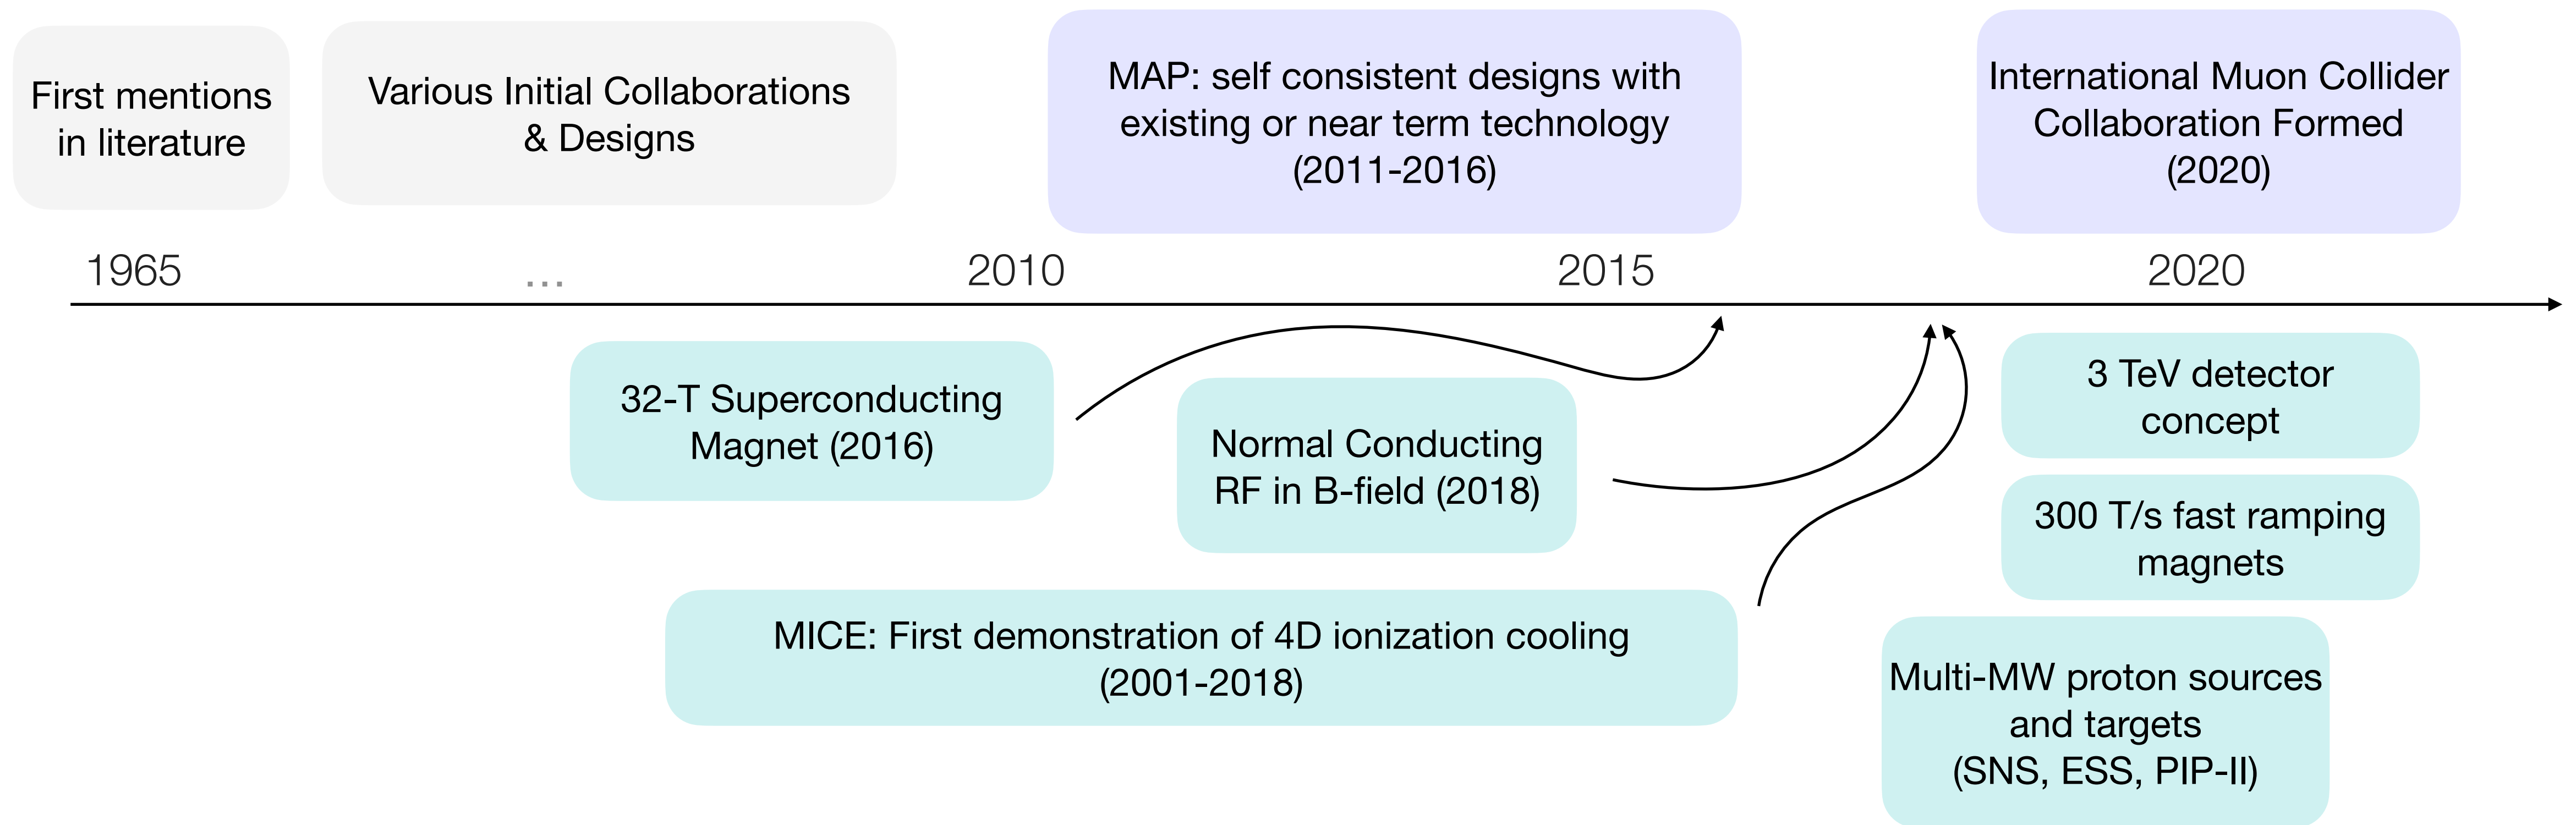 First mentions
in literature
Various Initial Collaborations
& Designs
MAP: self consistent designs with
existing or near term technology
(2011-2016)
International Muon Collider
Collaboration Formed
(2020)
1965
...
2010
2015
2020
32-T Superconducting
Magnet (2016)
Normal Conducting
RF in B-field (2018)
MICE: First demonstration of 4D ionization cooling
(2001-2018)
3 TeV detector
concept
300 T/s fast ramping
magnets
Multi-MW proton sources
and targets
(SNS, ESS, PIP-II)